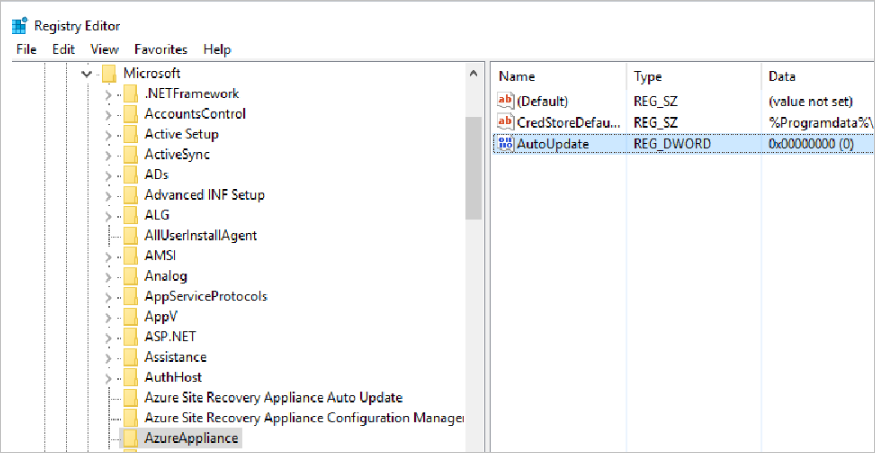 Registry Editor
File Edit View Favorites Help
Microsoft
.NETFramework
AccountsControl
Active Setup
ActiveSync
ADs
Advanced INF Setup
ALG
AllUserInstallAgent
AMSI
Analog
AppServiceProtocols
AppV
ASP.NET
Assistance
AuthHost
Azure Site Recovery Appliance Auto Update
Azure Site Recovery Appliance Configuration Manager
AzureAppliance
Name Type Data
ab (Default) REG_SZ (value not set)
ab CredStoreDefau... REG_SZ %Programdata%\
AutoUpdate REG_DWORD 0x00000000 (0)